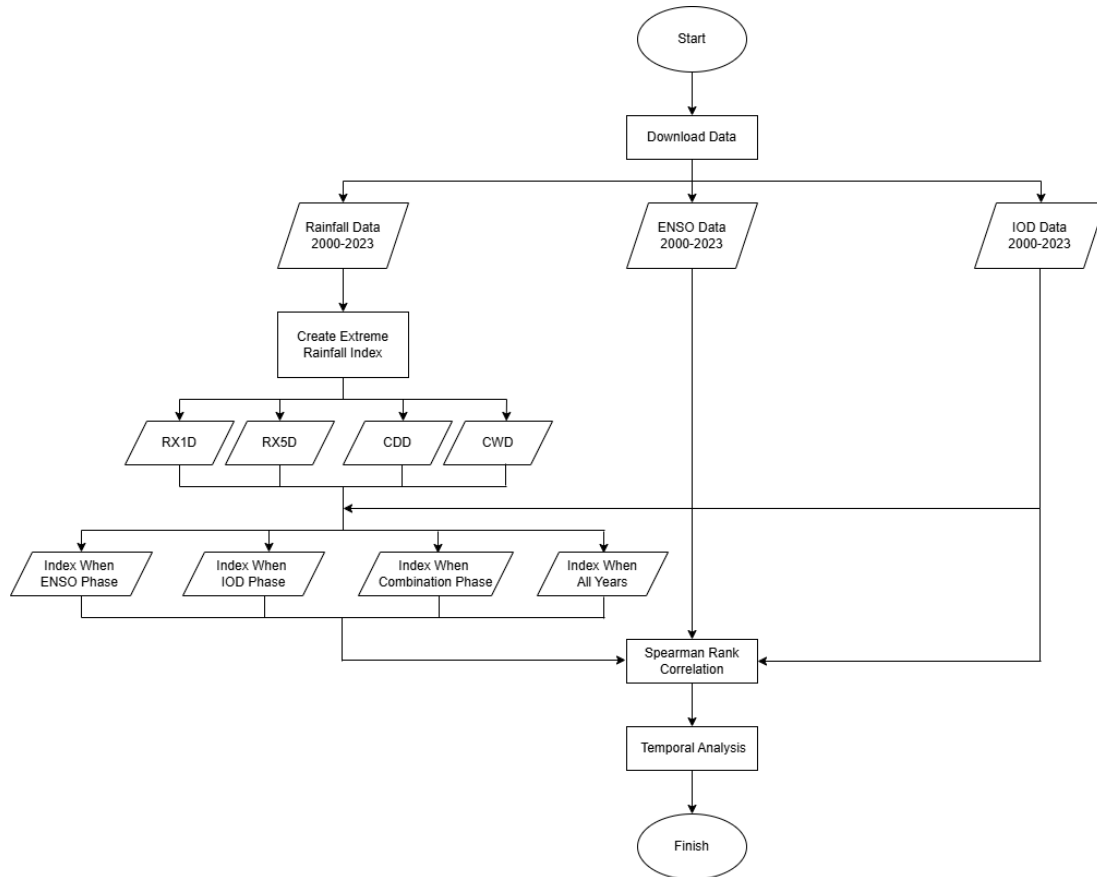 Start
Download Data
Rainfall Data
2000-2023
ENSO Data
2000-2023
IOD Data
2000-2023
Create Extreme
Rainfall Index
RX1D
RX5D
CDD
CWD
Index When
ENSO Phase
Index When
IOD Phase
Index When
Combination Phase
Index When
All Years
Spearman Rank
Correlation
Temporal Analysis
Finish